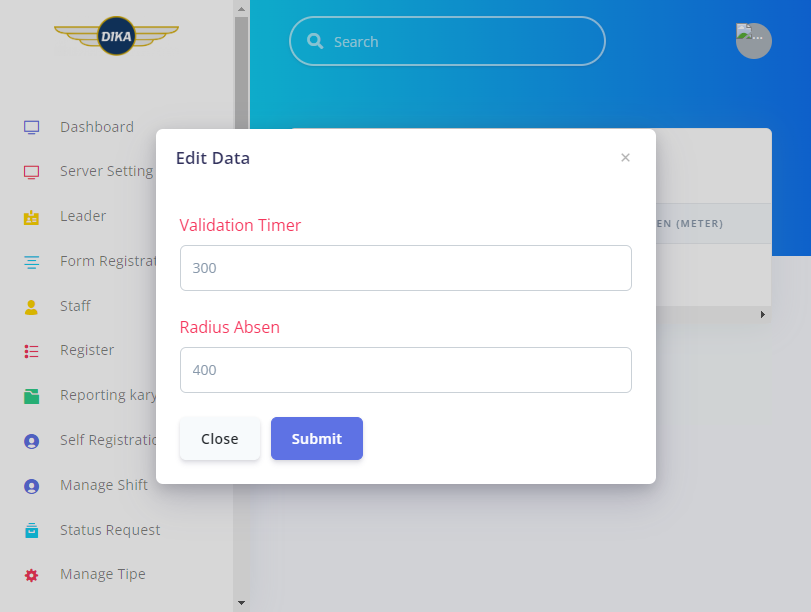 DIKA
Search
Dashboard
Server Setting
Leader
Form Registrat
Staff
Register
Reporting kary
Self Registratio
Manage Shift
Status Request
Manage Tipe
EN (METER)
Edit Data
×
Validation Timer
300
Radius Absen
400
Close
Submit